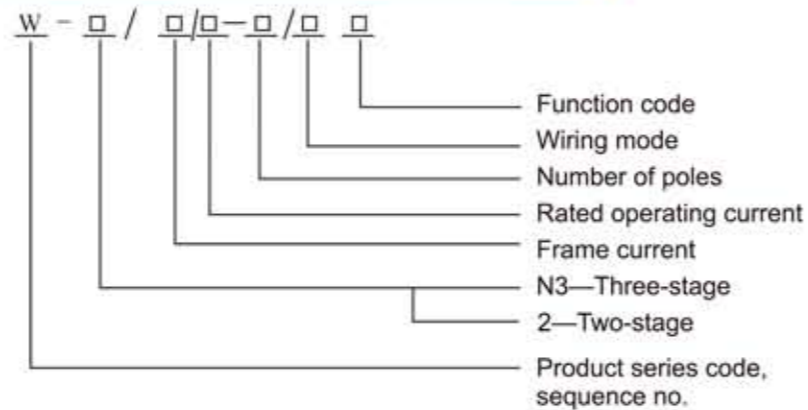 W - □ / □/□-□/□ □
Function code
Wiring mode
Number of poles
Rated operating current
Frame current
N3—Three-stage
2—Two-stage
Product series code,
sequence no.